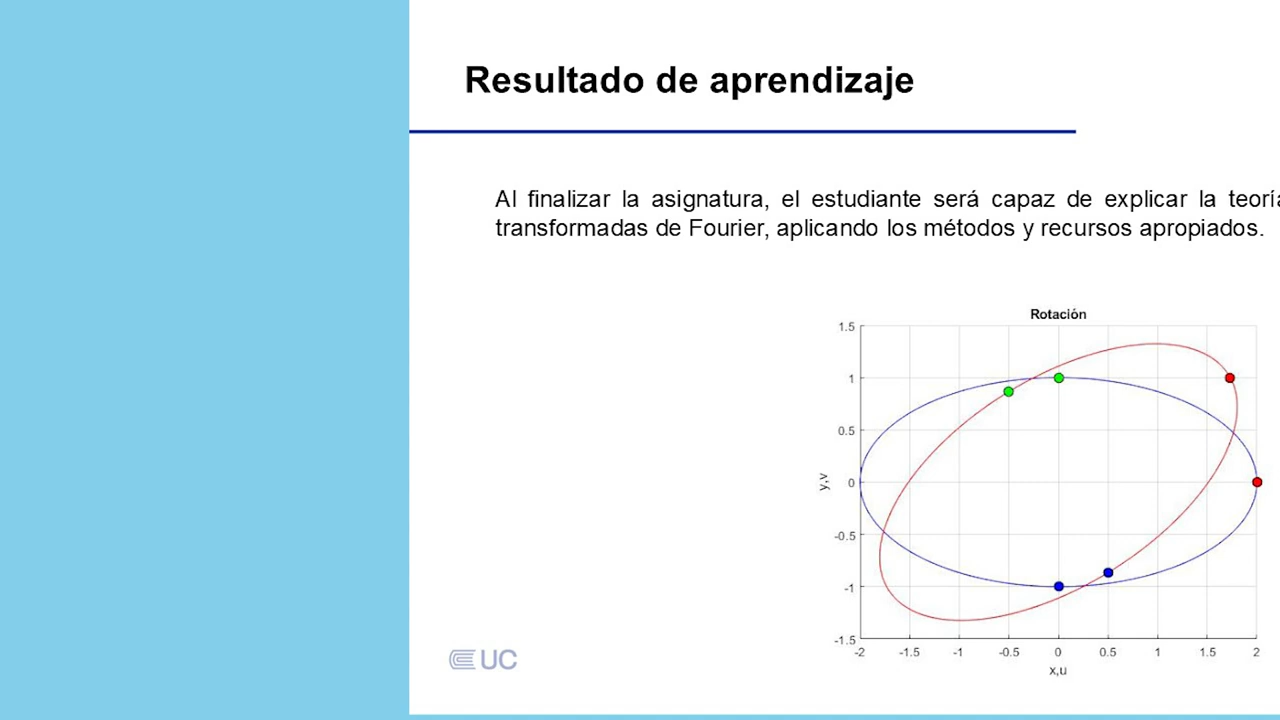 Resultado de aprendizaje
Al finalizar la asignatura, el estudiante será capaz de explicar la teoría
transformadas de Fourier, aplicando los métodos y recursos apropiados.
Rotación
1.5
1
0.5
0
-0.5
-1
-1.5
y,v
-2 -1.5 -1 -0.5 0 0.5 1 1.5 2
x,u
UC